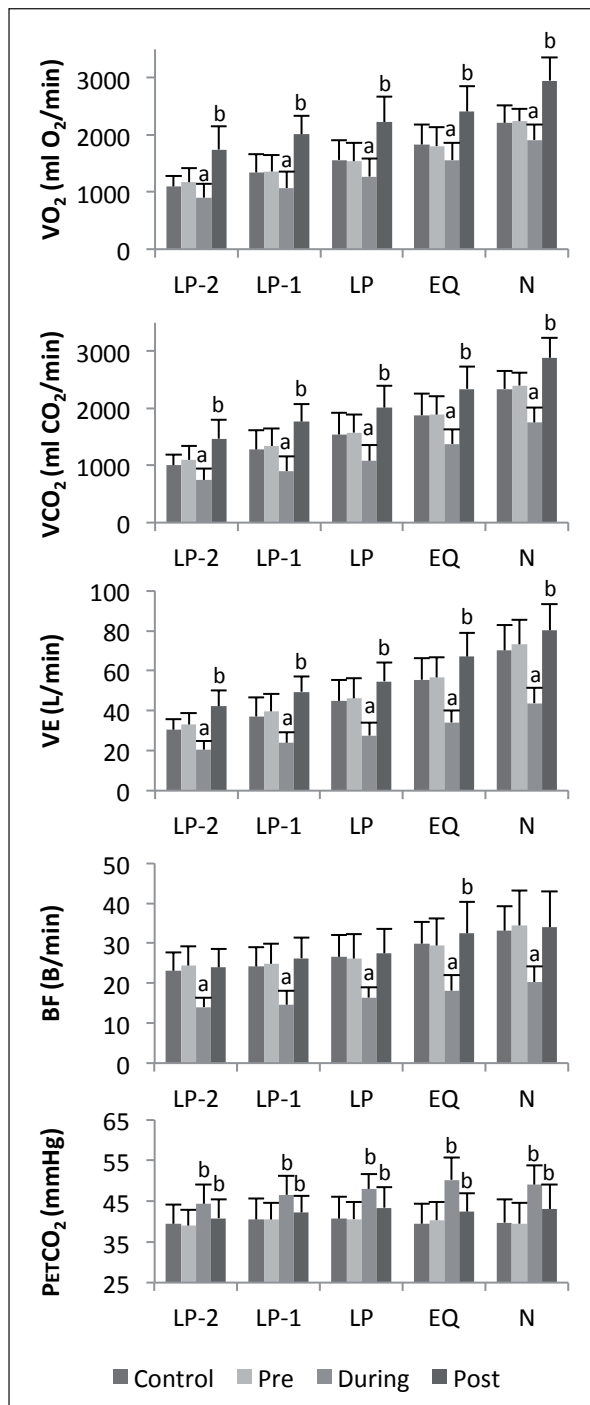 VO₂ (ml O₂/min)
3000
2000
1000
0
b
b
b
b
b
a
a
a
a
a
LP-2 LP-1 LP EQ N
VCO₂ (ml CO₂/min)
3000
2000
1000
0
b
b
b
b
b
a
a
a
a
a
LP-2 LP-1 LP EQ N
VE (L/min)
100
80
60
40
20
0
b
b
b
b
b
a
a
a
a
a
LP-2 LP-1 LP EQ N
BF (B/min)
50
40
30
20
10
0
b
a
a
a
a
a
LP-2 LP-1 LP EQ N
PETCO₂ (mmHg)
65
55
45
35
25
b b
b b
b b
b b
b b
LP-2 LP-1 LP EQ N
Control Pre During Post